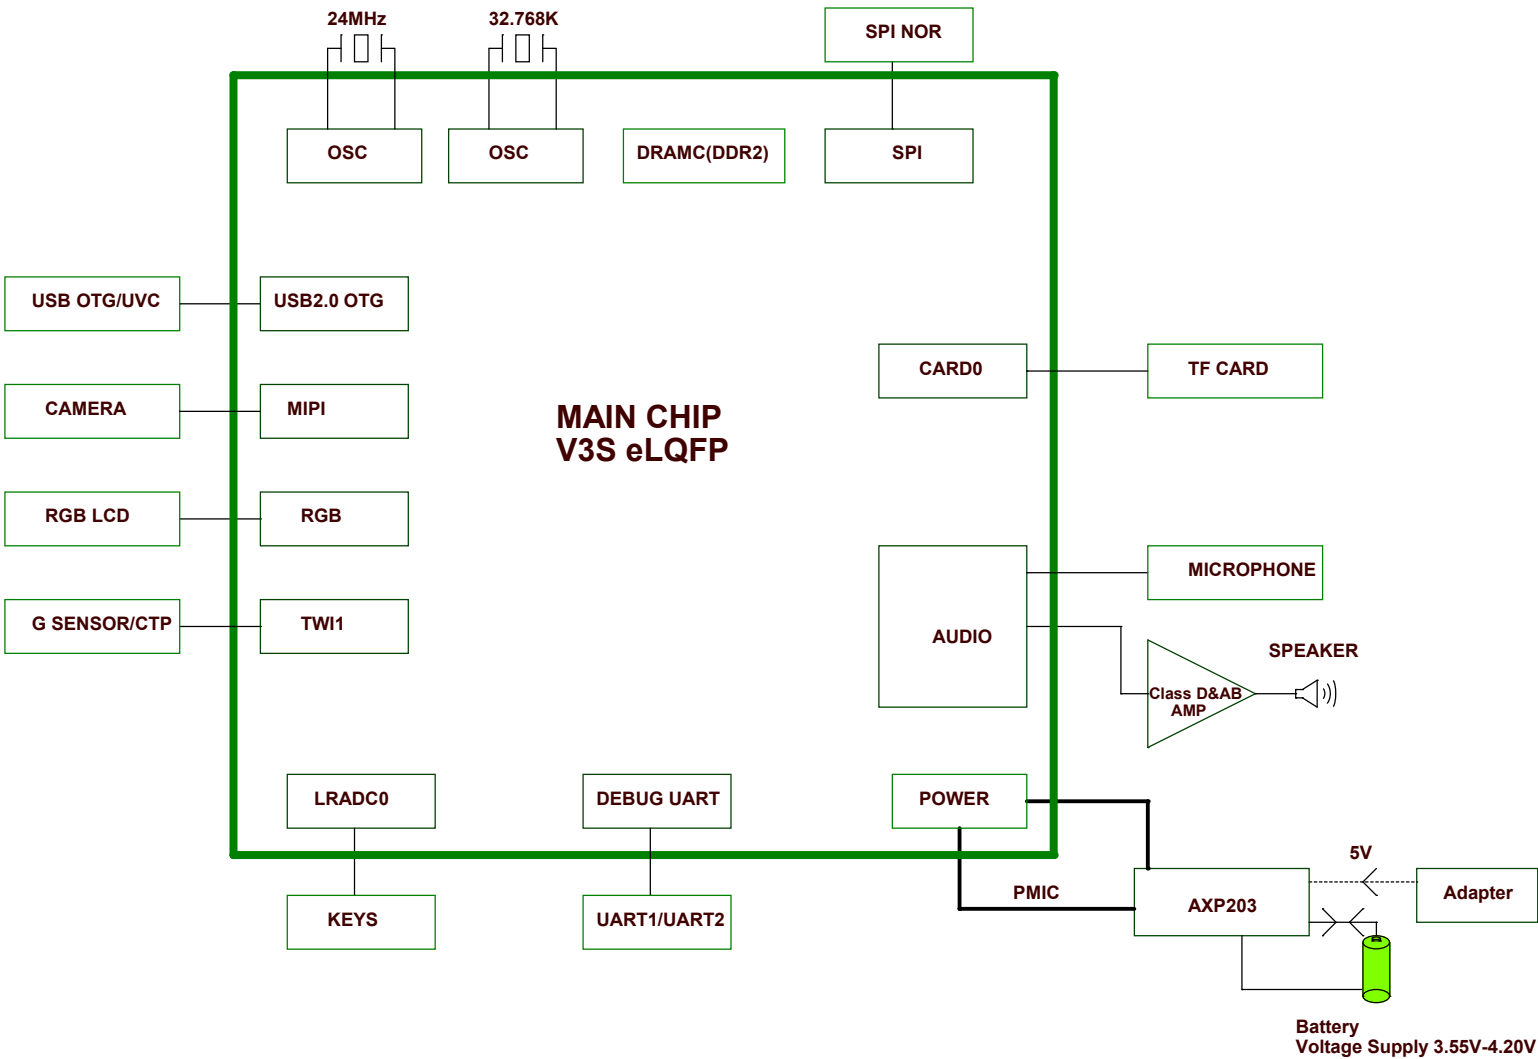 24MHz
32.768K
SPI NOR
OSC
OSC
DRAMC(DDR2)
SPI
USB OTG/UVC
USB2.0 OTG
CARD0
TF CARD
CAMERA
MIPI
MAIN CHIP
V3S eLQFP
RGB LCD
RGB
MICROPHONE
G SENSOR/CTP
TWI1
AUDIO
SPEAKER
Class D&AB
AMP
LRADC0
DEBUG UART
POWER
5V
PMIC
AXP203
Adapter
KEYS
UART1/UART2
Battery
Voltage Supply 3.55V-4.20V